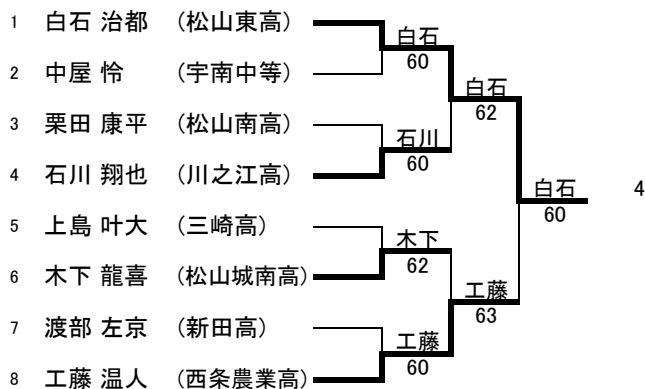 1 白石 治都 (松山東高)
白石
60
2 中屋 怜 (宇南中等)
白石
62
3 栗田 康平 (松山南高)
石川
60
4 石川 翔也 (川之江高)
白石 4
60
5 上島 叶大 (三崎高)
木下
62
6 木下 龍喜 (松山城南高)
工藤
63
7 渡部 左京 (新田高)
工藤
60
8 工藤 温人 (西条農業高)